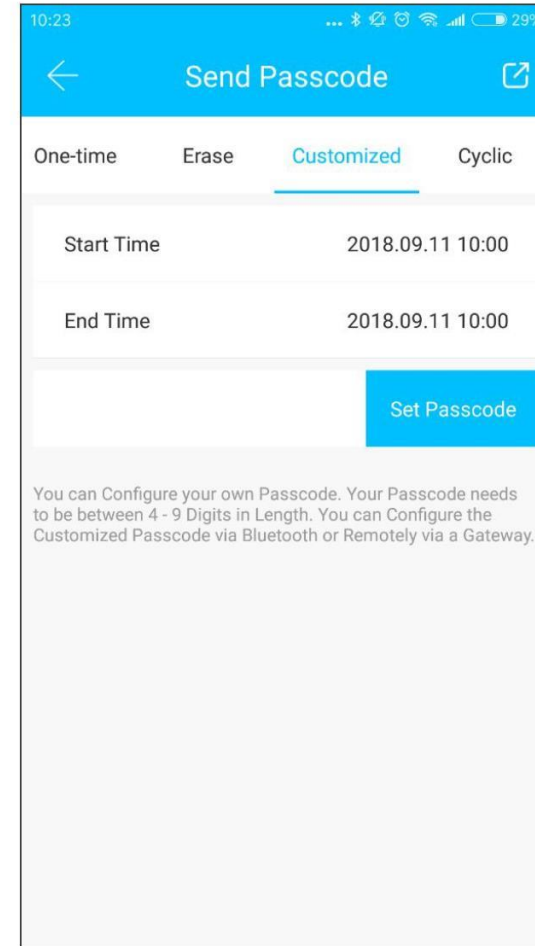 10:23 ... 29%
Send Passcode
One-time Erase Customized Cyclic
Start Time 2018.09.11 10:00
End Time 2018.09.11 10:00
Set Passcode
You can Configure your own Passcode. Your Passcode needs
to be between 4 - 9 Digits in Length. You can Configure the
Customized Passcode via Bluetooth or Remotely via a Gateway.